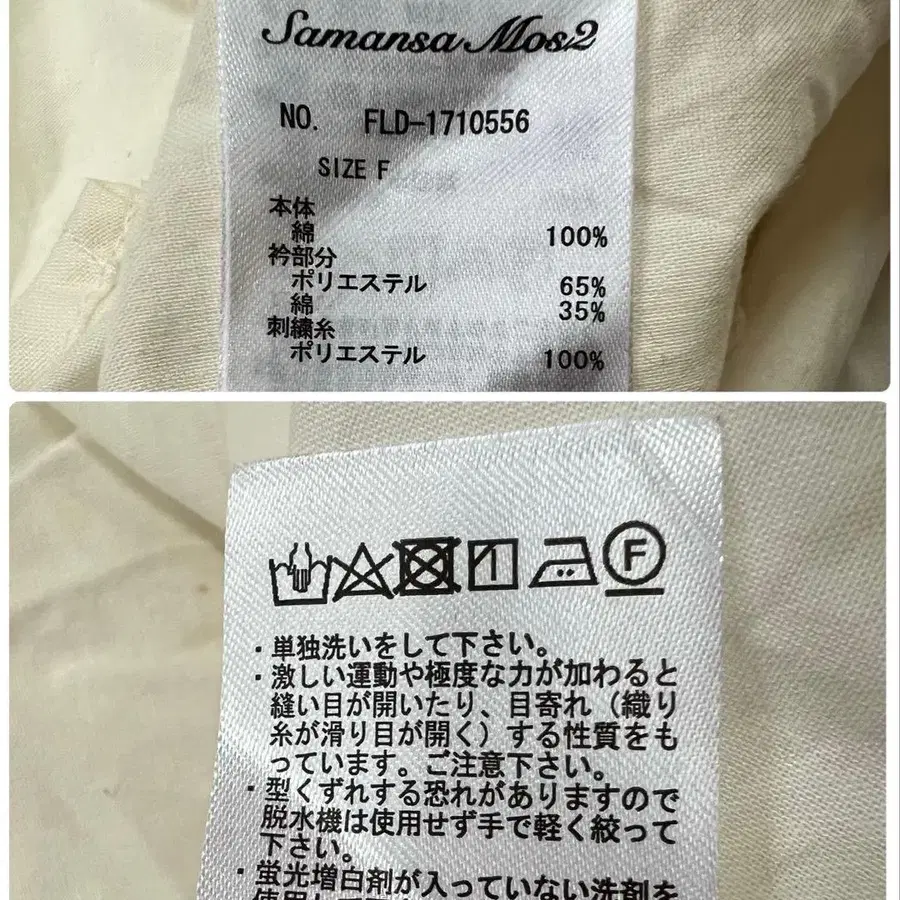 Samansa Mos2
NO. FLD-1710556
SIZE F
本体
綿 100%
衿部分
ポリエステル 65%
綿 35%
刺繍糸
ポリエステル 100%
F
・単独洗いをして下さい。
・激しい運動や極度な力が加わると
縫い目が開いたり、目寄れ（織り
糸が滑り目が開く）する性質をも
っています。ご注意下さい。
・型くずれする恐れがありますので
脱水機は使用せず手で軽く絞って
下さい。
・蛍光増白剤が入っていない洗剤を